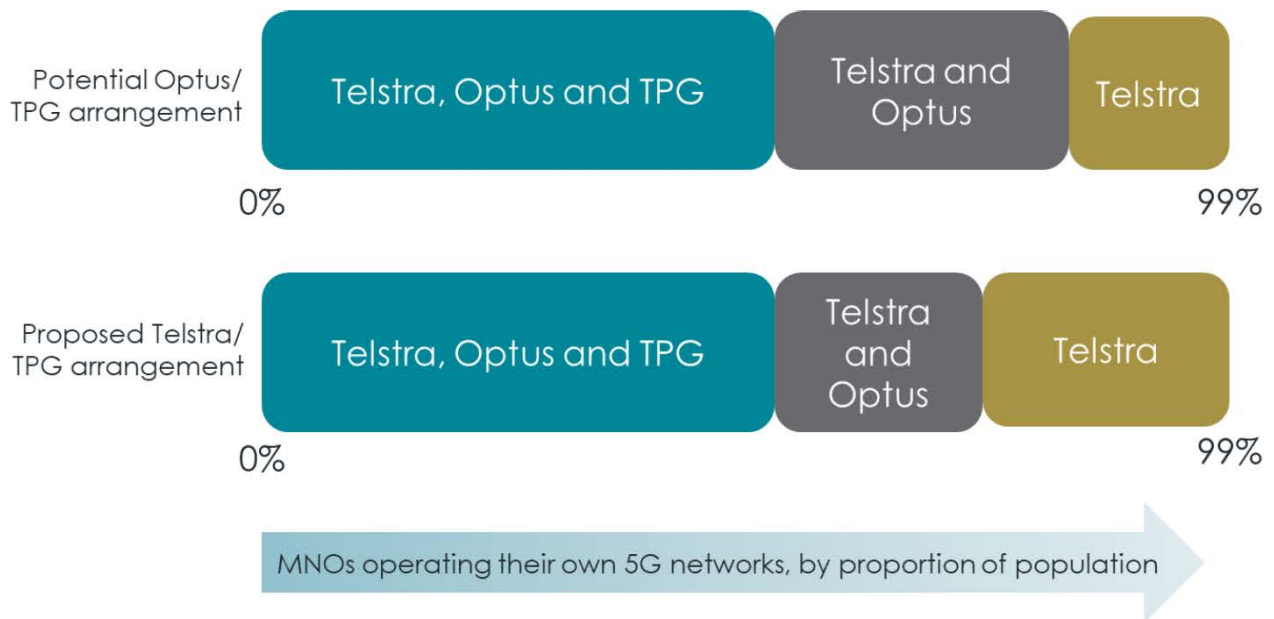 Potential Optus/
TPG arrangement
Telstra, Optus and TPG
Telstra and
Optus
Telstra
0%
99%
Proposed Telstra/
TPG arrangement
Telstra, Optus and TPG
Telstra
and
Optus
Telstra
0%
99%
MNOs operating their own 5G networks, by proportion of population